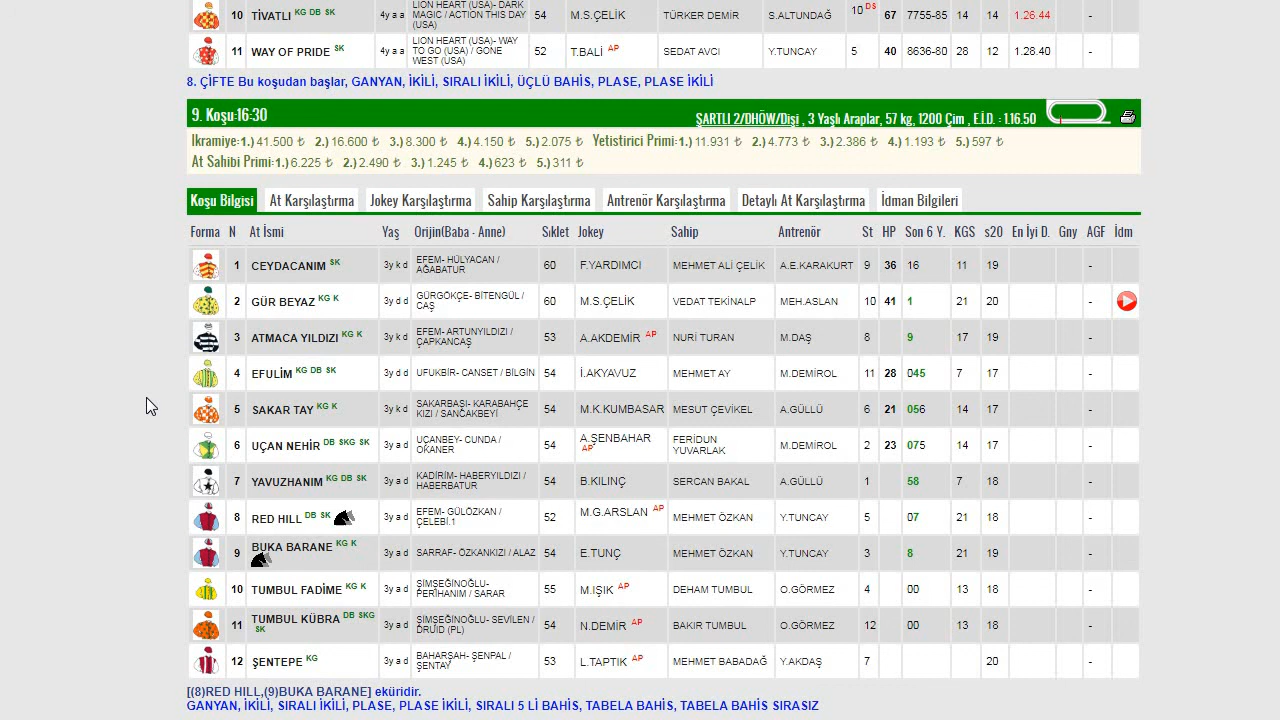 10 TİVATLI KG DB SK 4y a a LION HEART (USA)- DARK MAGIC / ACTION THIS DAY (USA) 54 M.S.ÇELİK TÜRKER DEMİR S.ALTUNDAĞ 10 DS 67 7755-85 14 14 1.26.44
11 WAY OF PRIDE SK 4y a a LION HEART (USA)- WAY TO GO (USA) / GONE WEST (USA) 52 T.BALİ AP SEDAT AVCI Y.TUNCAY 5 40 8636-80 28 12 1.28.40
8. ÇİFTE Bu koşudan başlar, GANYAN, İKİLİ, SIRALI İKİLİ, ÜÇLÜ BAHİS, PLASE, PLASE İKİLİ
9. Koşu:16:30 ŞARTLI 2/DHÖW/Dişi , 3 Yaşlı Araplar, 57 kg, 1200 Çim , E.İ.D. : 1.16.50
Ikramiye:1.) 41.500 ₺ 2.) 16.600 ₺ 3.) 8.300 ₺ 4.) 4.150 ₺ 5.) 2.075 ₺ Yetistirici Primi:1.) 11.931 ₺ 2.) 4.773 ₺ 3.) 2.386 ₺ 4.) 1.193 ₺ 5.) 597 ₺
At Sahibi Primi:1.) 6.225 ₺ 2.) 2.490 ₺ 3.) 1.245 ₺ 4.) 623 ₺ 5.) 311 ₺
Koşu Bilgisi At Karşılaştırma Jokey Karşılaştırma Sahip Karşılaştırma Antrenör Karşılaştırma Detaylı At Karşılaştırma İdman Bilgileri
Forma N At İsmi Yaş Orijin(Baba - Anne) Sıklet Jokey Sahip Antrenör St HP Son 6 Y. KGS s20 En İyi D. Gny AGF İdm
1 CEYDACANIM SK 3y k d EFEM- HÜLYACAN / AĞABATUR 60 F.YARDIMCI MEHMET ALİ ÇELİK A.E.KARAKURT 9 36 16 11 19 -
2 GÜR BEYAZ KG K 3y d d GÜRGÖKÇE- BİTENGÜL / CAS 60 M.S.ÇELİK VEDAT TEKİNALP MEH.ASLAN 10 41 1 21 20 -
3 ATMACA YILDIZI KG K 3y k d EFEM- ARTUNYILDIZI / ÇAPKANCAŞ 53 A.AKDEMİR AP NURİ TURAN M.DAŞ 8 9 17 19 -
4 EFULİM KG DB SK 3y d d UFUKBİR- CANSET / BİLGİN 54 İ.AKYAVUZ MEHMET AY M.DEMİROL 11 28 045 7 17 -
5 SAKAR TAY KG K 3y k d SAKARBAŞI- KARABAHÇE KIZI / SANCAKBEYİ 54 M.K.KUMBASAR MESUT ÇEVİKEL A.GÜLLÜ 6 21 056 14 17 -
6 UÇAN NEHİR DB SKG SK 3y a d UÇANBEY- CUNDA / OKANER 54 A.ŞENBAHAR AP FERİDUN YUVARLAK M.DEMİROL 2 23 075 14 17 -
7 YAVUZHANIM KG DB SK 3y a d KADİRİM- HABERYILDIZI / HABERBATUR 54 B.KILINÇ SERCAN BAKAL A.GÜLLÜ 1 58 7 18 -
8 RED HILL DB SK 3y a d EFEM- GÜLÖZKAN / ÇELEBİ.1 52 M.G.ARSLAN AP MEHMET ÖZKAN Y.TUNCAY 5 07 21 18 -
9 BUKA BARANE KG K 3y a d SARRAF- ÖZKANKIZI / ALAZ 54 E.TUNÇ MEHMET ÖZKAN Y.TUNCAY 3 8 21 19 -
10 TUMBUL FADİME KG K 3y a d ŞİMŞEĞİNOĞLU- PERİHANIM / SARAR 55 M.IŞIK AP DEHAM TUMBUL O.GÖRMEZ 4 00 13 18 -
11 TUMBUL KÜBRA DB SKG SK 3y a d ŞİMŞEĞİNOĞLU- SEVİLEN / DRUID (PL) 54 N.DEMİR AP BAKIR TUMBUL O.GÖRMEZ 12 00 13 18 -
12 ŞENTEPE KG 3y a d BAHARŞAH- ŞENPAL / ŞENTAY 53 L.TAPTIK AP MEHMET BABADAĞ Y.AKDAŞ 7 20 -
[(8)RED HILL,(9)BUKA BARANE] eküridir.
GANYAN, İKİLİ, SIRALI İKİLİ, PLASE, PLASE İKİLİ, SIRALI 5 Lİ BAHİS, TABELA BAHİS, TABELA BAHİS SIRASIZ